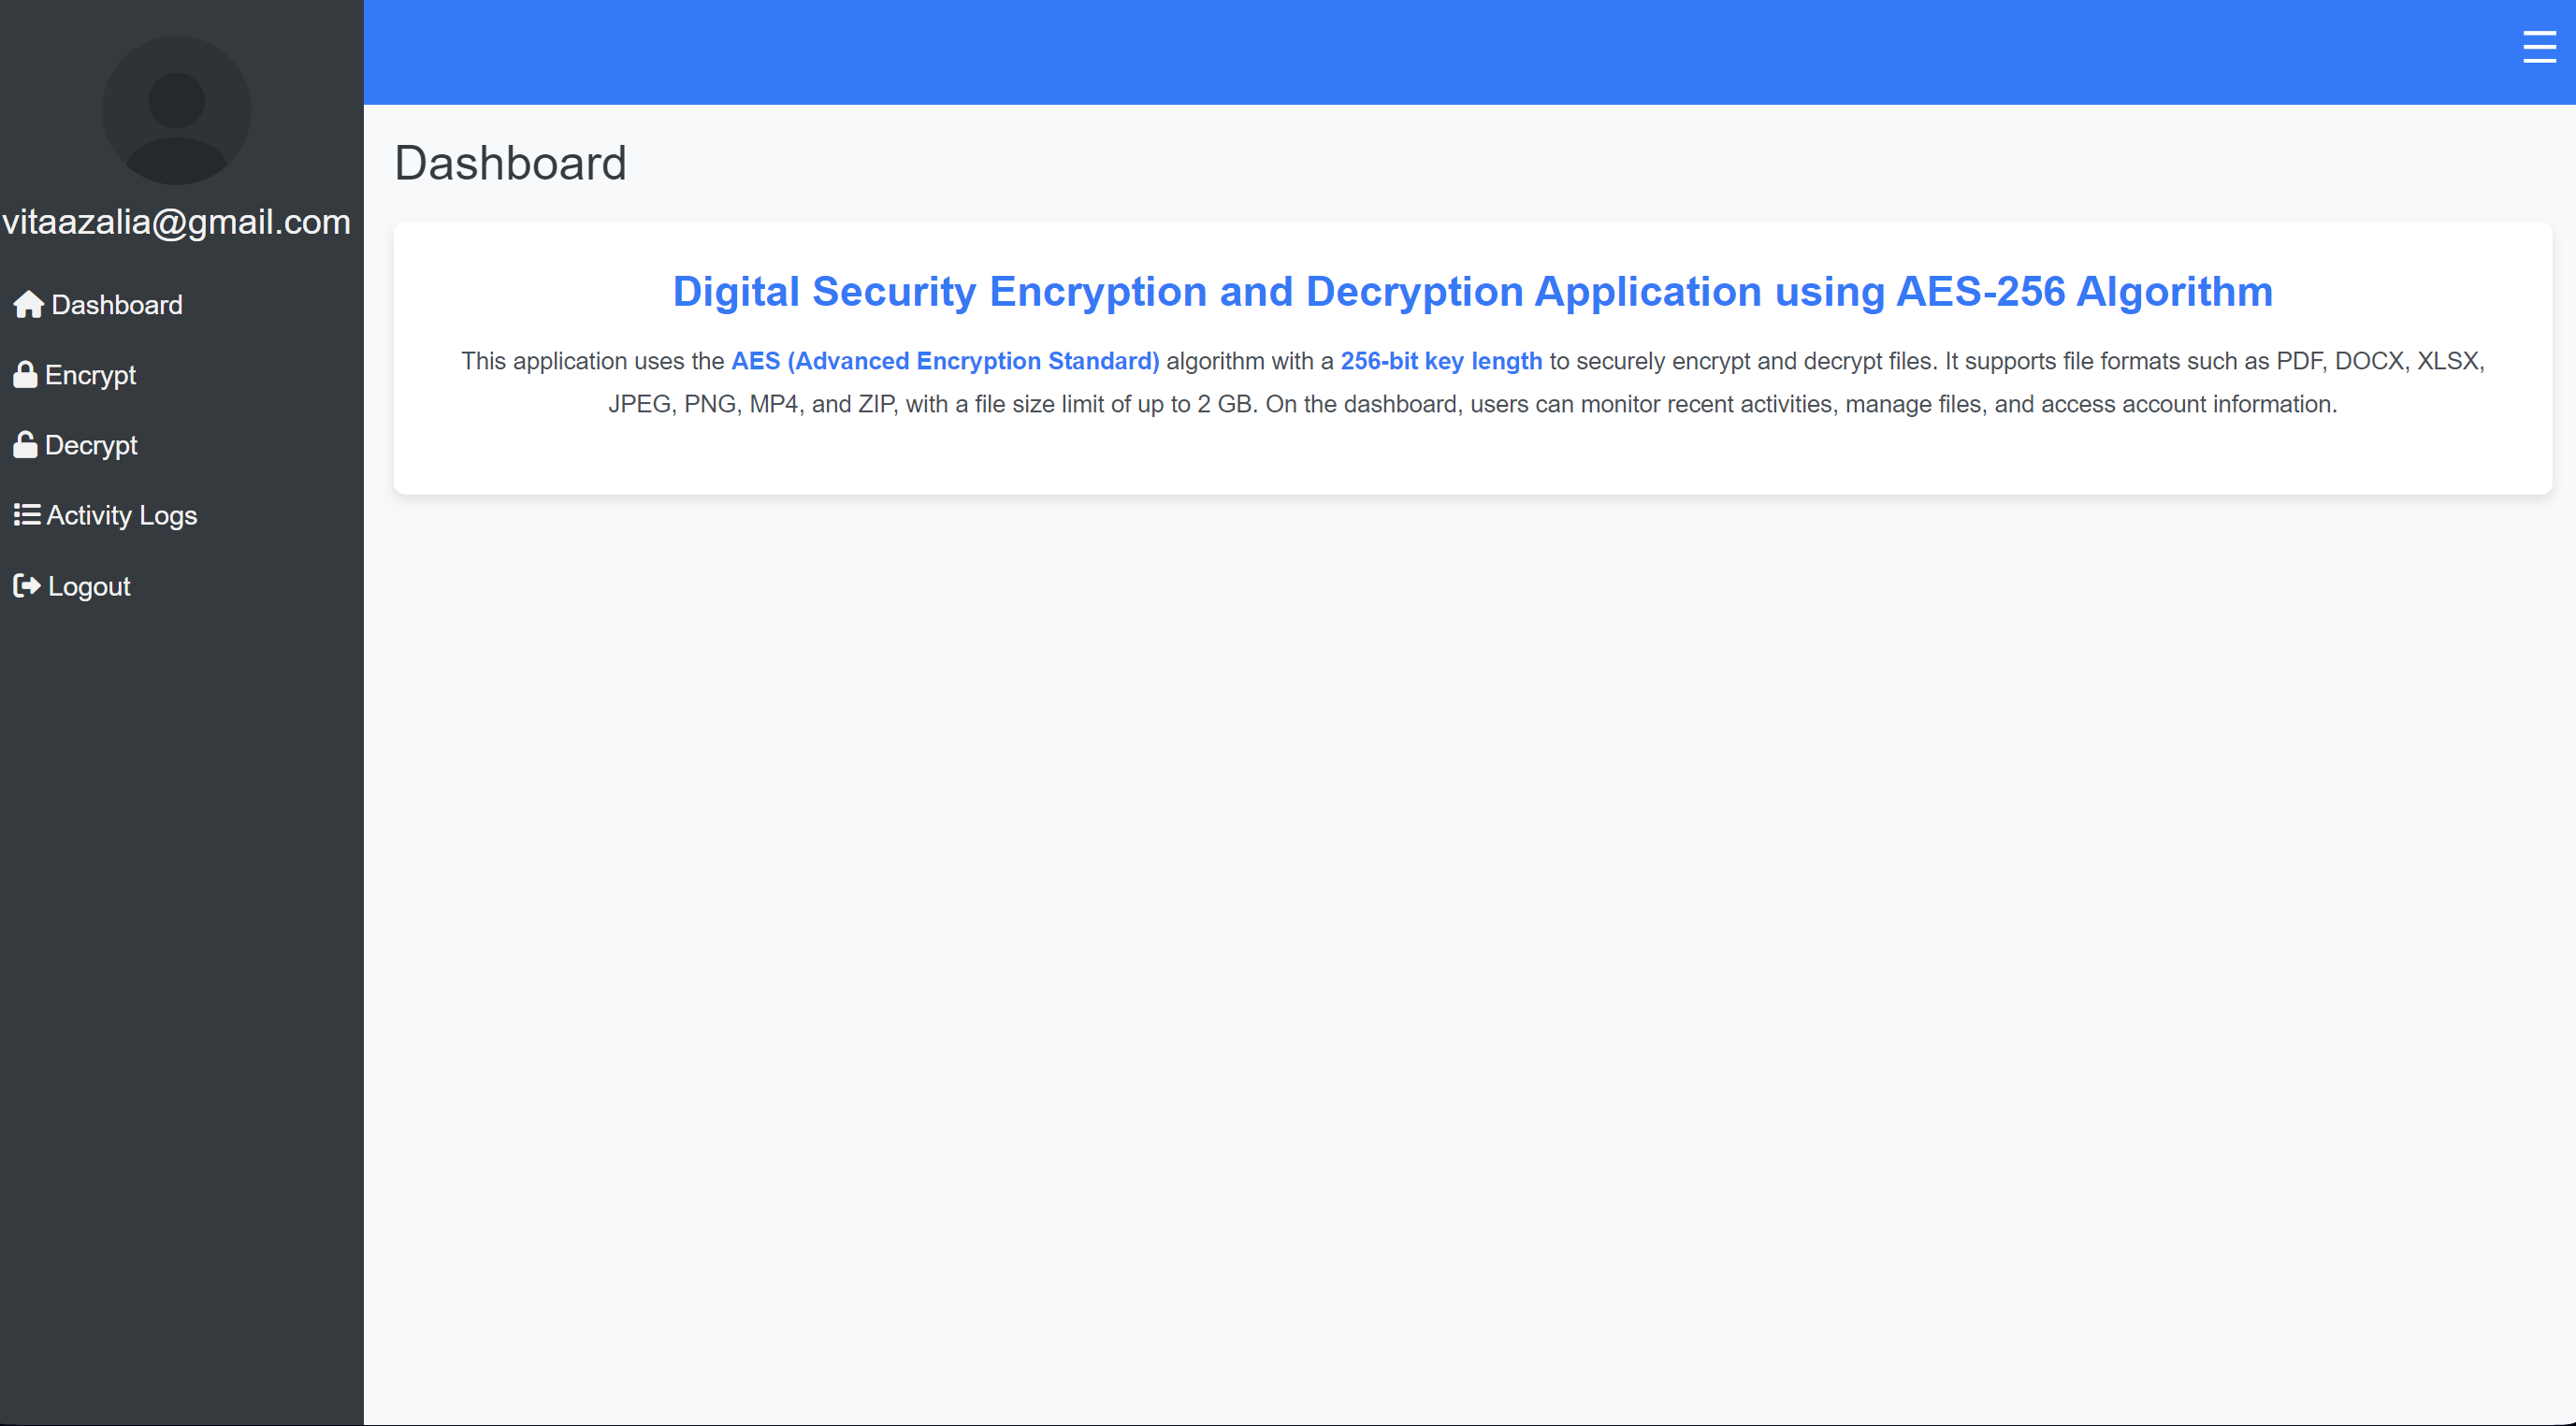 vitaazalia@gmail.com
Dashboard
Encrypt
Decrypt
Activity Logs
Logout
Dashboard
Digital Security Encryption and Decryption Application using AES-256 Algorithm
This application uses the AES (Advanced Encryption Standard) algorithm with a 256-bit key length to securely encrypt and decrypt files. It supports file formats such as PDF, DOCX, XLSX,
JPEG, PNG, MP4, and ZIP, with a file size limit of up to 2 GB. On the dashboard, users can monitor recent activities, manage files, and access account information.